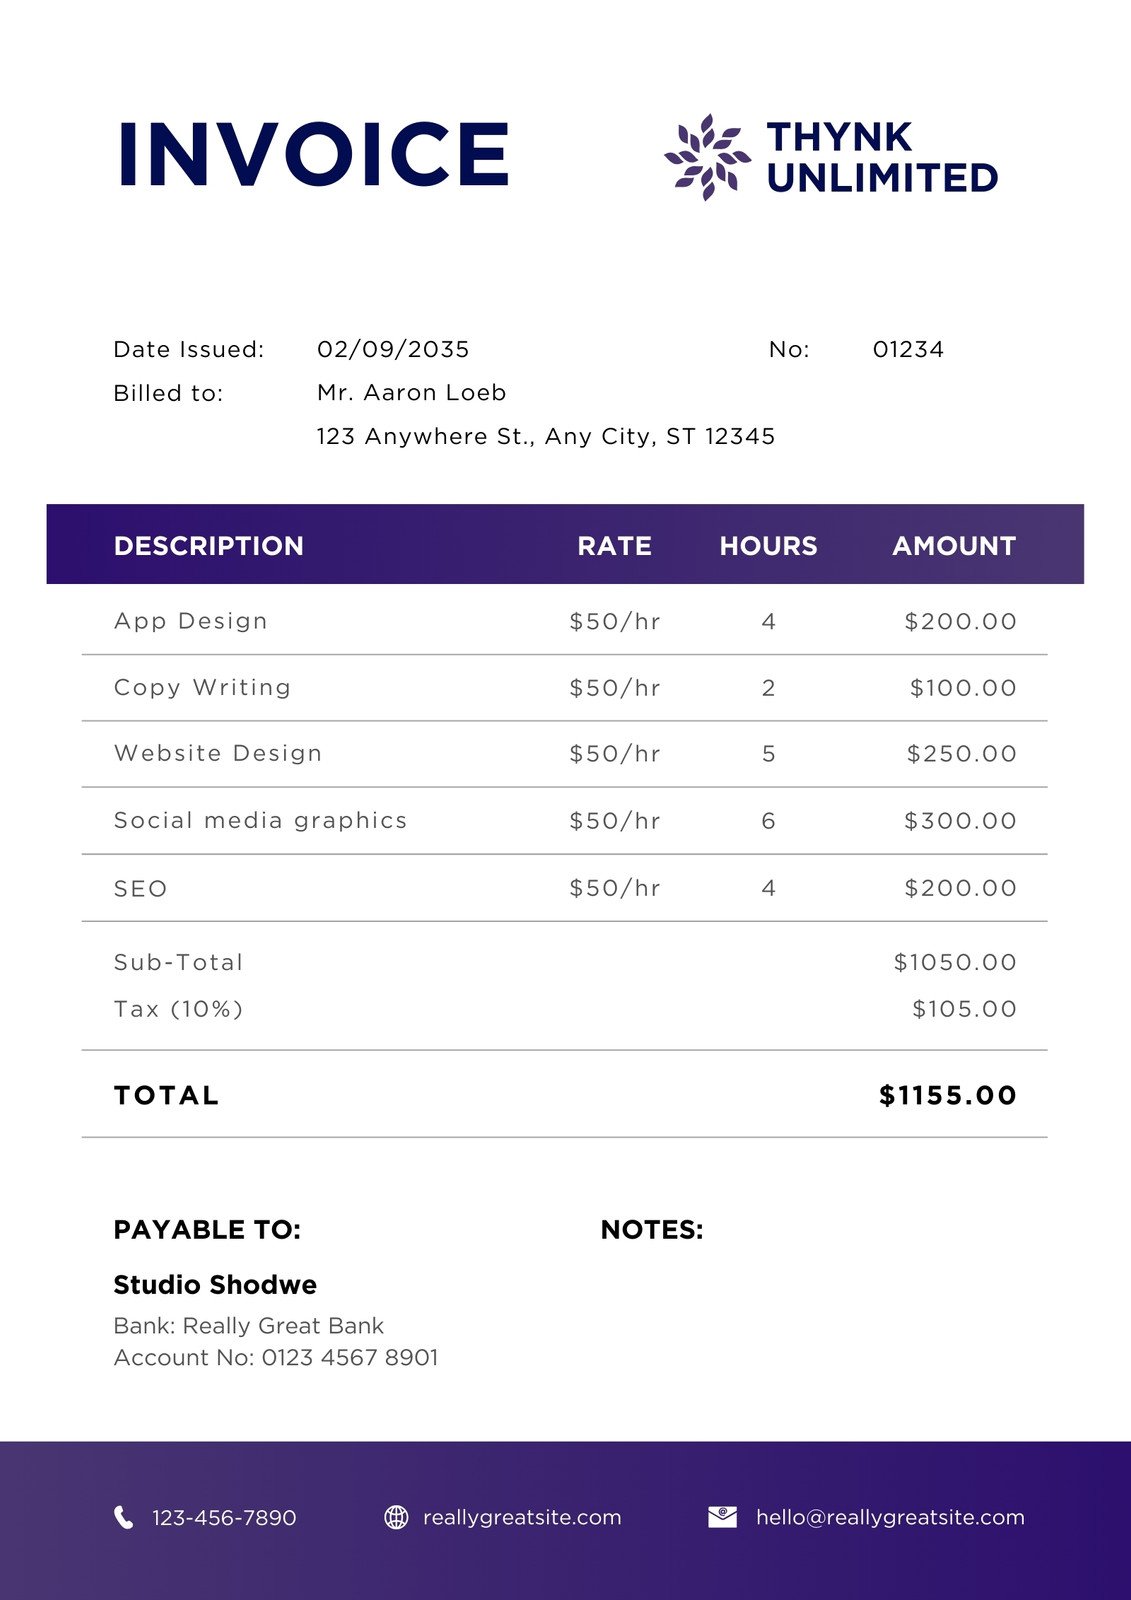 INVOICE
THYNK
UNLIMITED
Date Issued: 02/09/2035 No: 01234
Billed to: Mr. Aaron Loeb
123 Anywhere St., Any City, ST 12345
DESCRIPTION RATE HOURS AMOUNT
App Design $50/hr 4 $200.00
Copy Writing $50/hr 2 $100.00
Website Design $50/hr 5 $250.00
Social media graphics $50/hr 6 $300.00
SEO $50/hr 4 $200.00
Sub-Total $1050.00
Tax (10%) $105.00
TOTAL $1155.00
PAYABLE TO: NOTES:
Studio Shodwe
Bank: Really Great Bank
Account No: 0123 4567 8901
123-456-7890 reallygreatsite.com hello@reallygreatsite.com